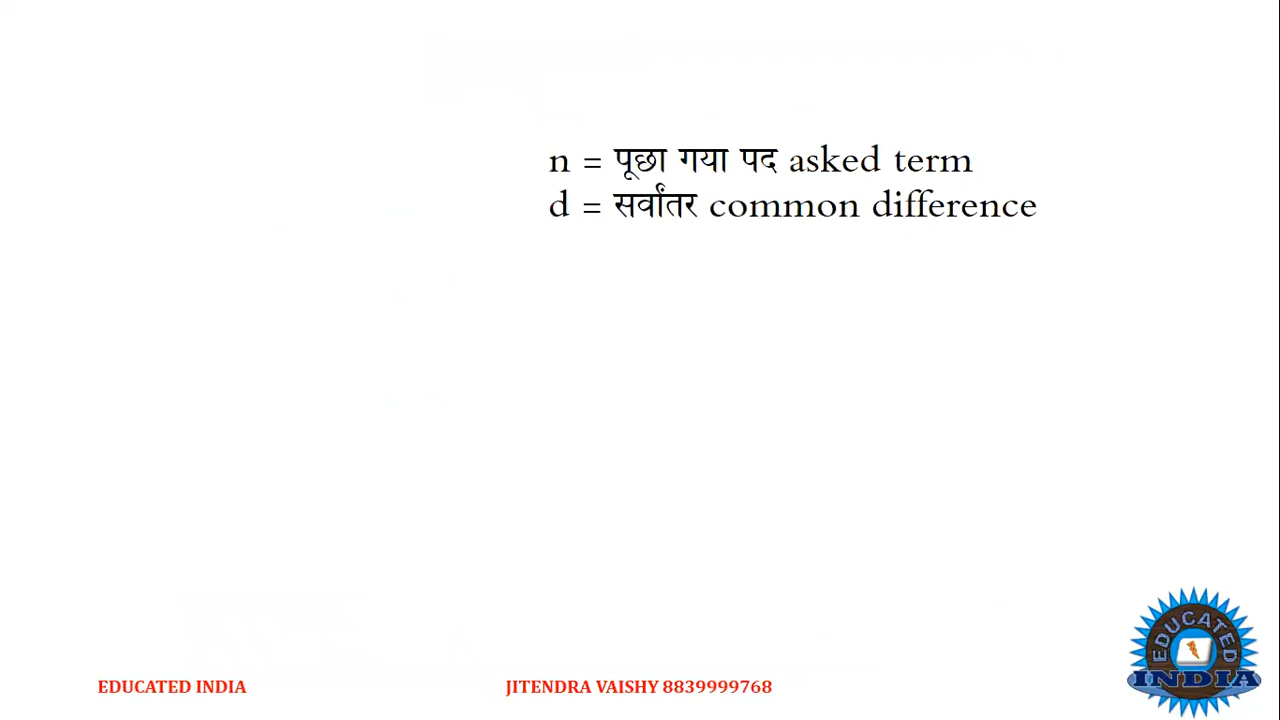 n = पूछा गया पद asked term
d = सर्वांतर common difference
EDUCATED INDIA
JITENDRA VAISHY 8839999768
EDUCATED
INDIA